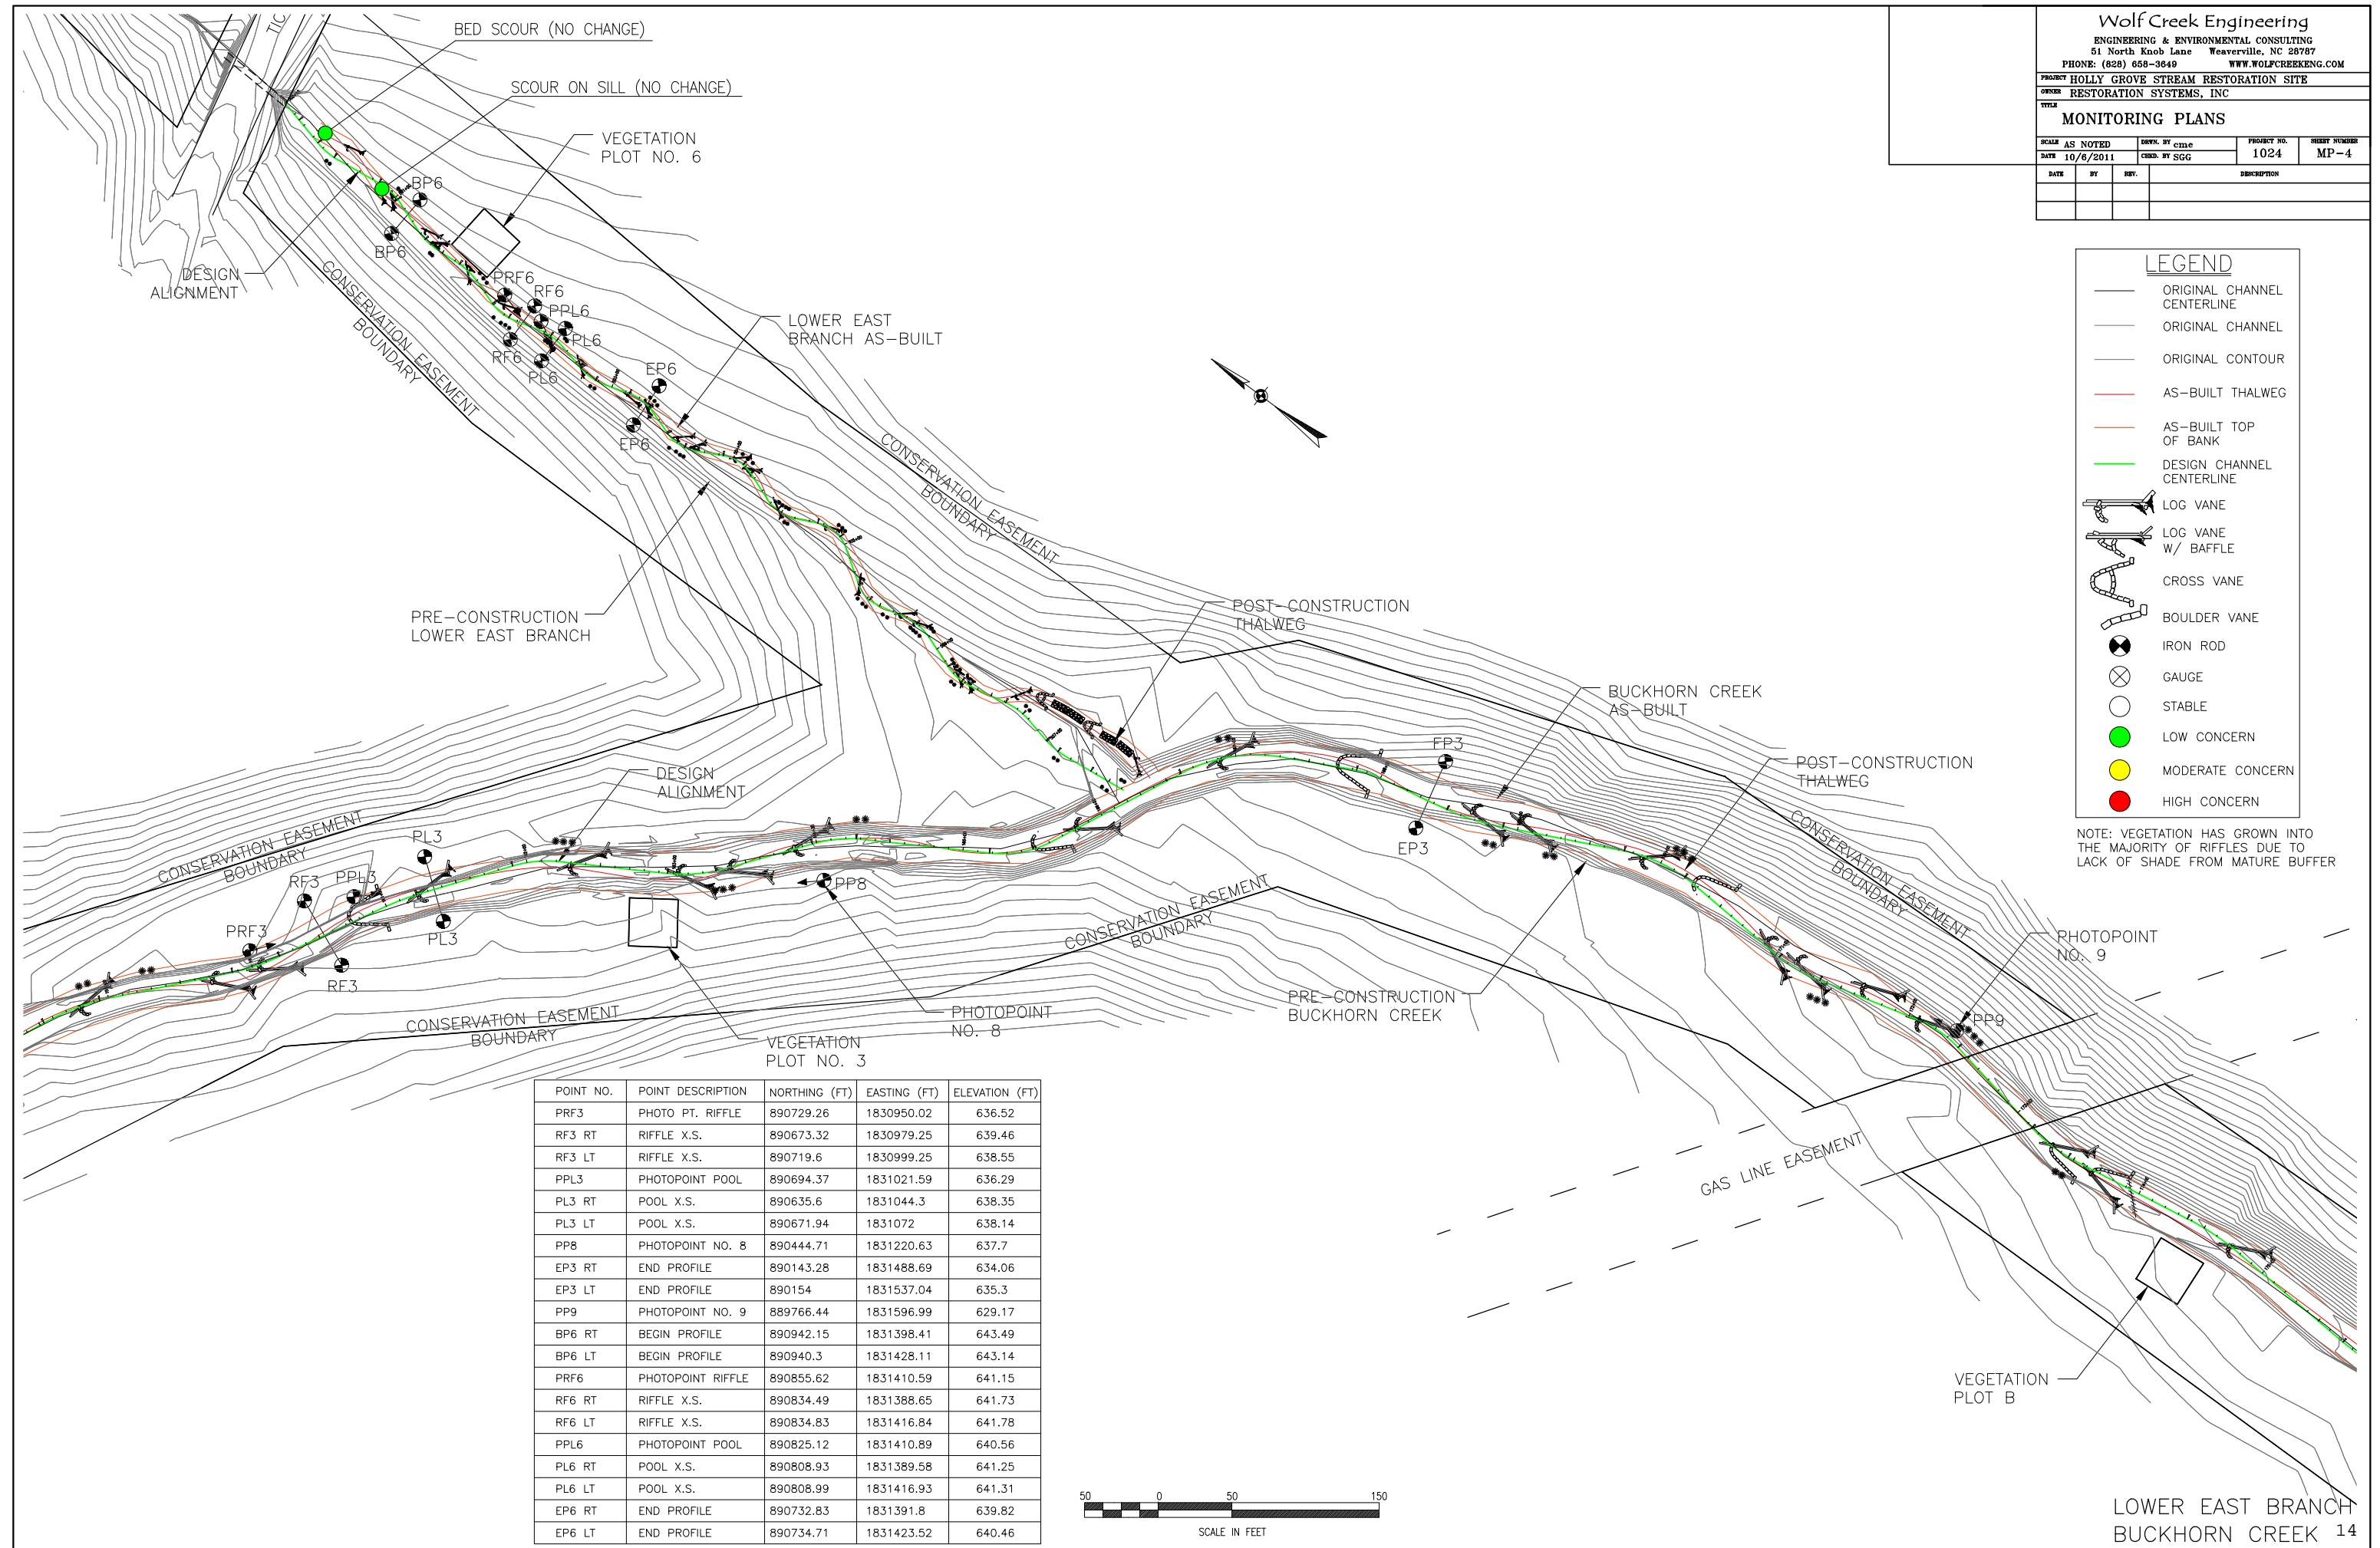 Wolf Creek Engineering
ENGINEERING & ENVIRONMENTAL CONSULTING
51 North Knob Lane Weaverville, NC 28787
PHONE: (828) 658-3649 WWW.WOLFCREEKENG.COM
PROJECT HOLLY GROVE STREAM RESTORATION SITE
OWNER RESTORATION SYSTEMS, INC
TITLE
MONITORING PLANS
SCALE AS NOTED DRWN. BY cme PROJECT NO. SHEET NUMBER
DATE 10/6/2011 CHKD. BY SGG 1024 MP-4
DATE BY REV. DESCRIPTION
BED SCOUR (NO CHANGE)
SCOUR ON SILL (NO CHANGE)
VEGETATION
PLOT NO. 6
BP6
BP6
DESIGN
ALIGNMENT
CONSERVATION EASEMENT
BOUNDARY
PRF6
RF6
PPL6
PL6
RF6
PL6
LOWER EAST
BRANCH AS-BUILT
EP6
EP6
CONSERVATION EASEMENT
BOUNDARY
PRE-CONSTRUCTION
LOWER EAST BRANCH
POST-CONSTRUCTION
THALWEG
BUCKHORN CREEK
AS-BUILT
POST-CONSTRUCTION
THALWEG
EP3
EP3
DESIGN
ALIGNMENT
CONSERVATION EASEMENT
BOUNDARY
PL3
RF3
PPL3
PRF3
PL3
RF3
PP8
CONSERVATION EASEMENT
BOUNDARY
CONSERVATION EASEMENT
BOUNDARY
PHOTOPOINT
NO. 9
PP9
PRE-CONSTRUCTION
BUCKHORN CREEK
PHOTOPOINT
NO. 8
CONSERVATION EASEMENT
BOUNDARY
VEGETATION
PLOT NO. 3
GAS LINE EASEMENT
VEGETATION
PLOT B
LEGEND
ORIGINAL CHANNEL
CENTERLINE
ORIGINAL CHANNEL
ORIGINAL CONTOUR
AS-BUILT THALWEG
AS-BUILT TOP
OF BANK
DESIGN CHANNEL
CENTERLINE
LOG VANE
LOG VANE
W/ BAFFLE
CROSS VANE
BOULDER VANE
IRON ROD
GAUGE
STABLE
LOW CONCERN
MODERATE CONCERN
HIGH CONCERN
NOTE: VEGETATION HAS GROWN INTO
THE MAJORITY OF RIFFLES DUE TO
LACK OF SHADE FROM MATURE BUFFER
POINT NO. POINT DESCRIPTION NORTHING (FT) EASTING (FT) ELEVATION (FT)
PRF3 PHOTO PT. RIFFLE 890729.26 1830950.02 636.52
RF3 RT RIFFLE X.S. 890673.32 1830979.25 639.46
RF3 LT RIFFLE X.S. 890719.6 1830999.25 638.55
PPL3 PHOTOPOINT POOL 890694.37 1831021.59 636.29
PL3 RT POOL X.S. 890635.6 1831044.3 638.35
PL3 LT POOL X.S. 890671.94 1831072 638.14
PP8 PHOTOPOINT NO. 8 890444.71 1831220.63 637.7
EP3 RT END PROFILE 890143.28 1831488.69 634.06
EP3 LT END PROFILE 890154 1831537.04 635.3
PP9 PHOTOPOINT NO. 9 889766.44 1831596.99 629.17
BP6 RT BEGIN PROFILE 890942.15 1831398.41 643.49
BP6 LT BEGIN PROFILE 890940.3 1831428.11 643.14
PRF6 PHOTOPOINT RIFFLE 890855.62 1831410.59 641.15
RF6 RT RIFFLE X.S. 890834.49 1831388.65 641.73
RF6 LT RIFFLE X.S. 890834.83 1831416.84 641.78
PPL6 PHOTOPOINT POOL 890825.12 1831410.89 640.56
PL6 RT POOL X.S. 890808.93 1831389.58 641.25
PL6 LT POOL X.S. 890808.99 1831416.93 641.31
EP6 RT END PROFILE 890732.83 1831391.8 639.82
EP6 LT END PROFILE 890734.71 1831423.52 640.46
50 0 50 150
SCALE IN FEET
LOWER EAST BRANCH
BUCKHORN CREEK 14